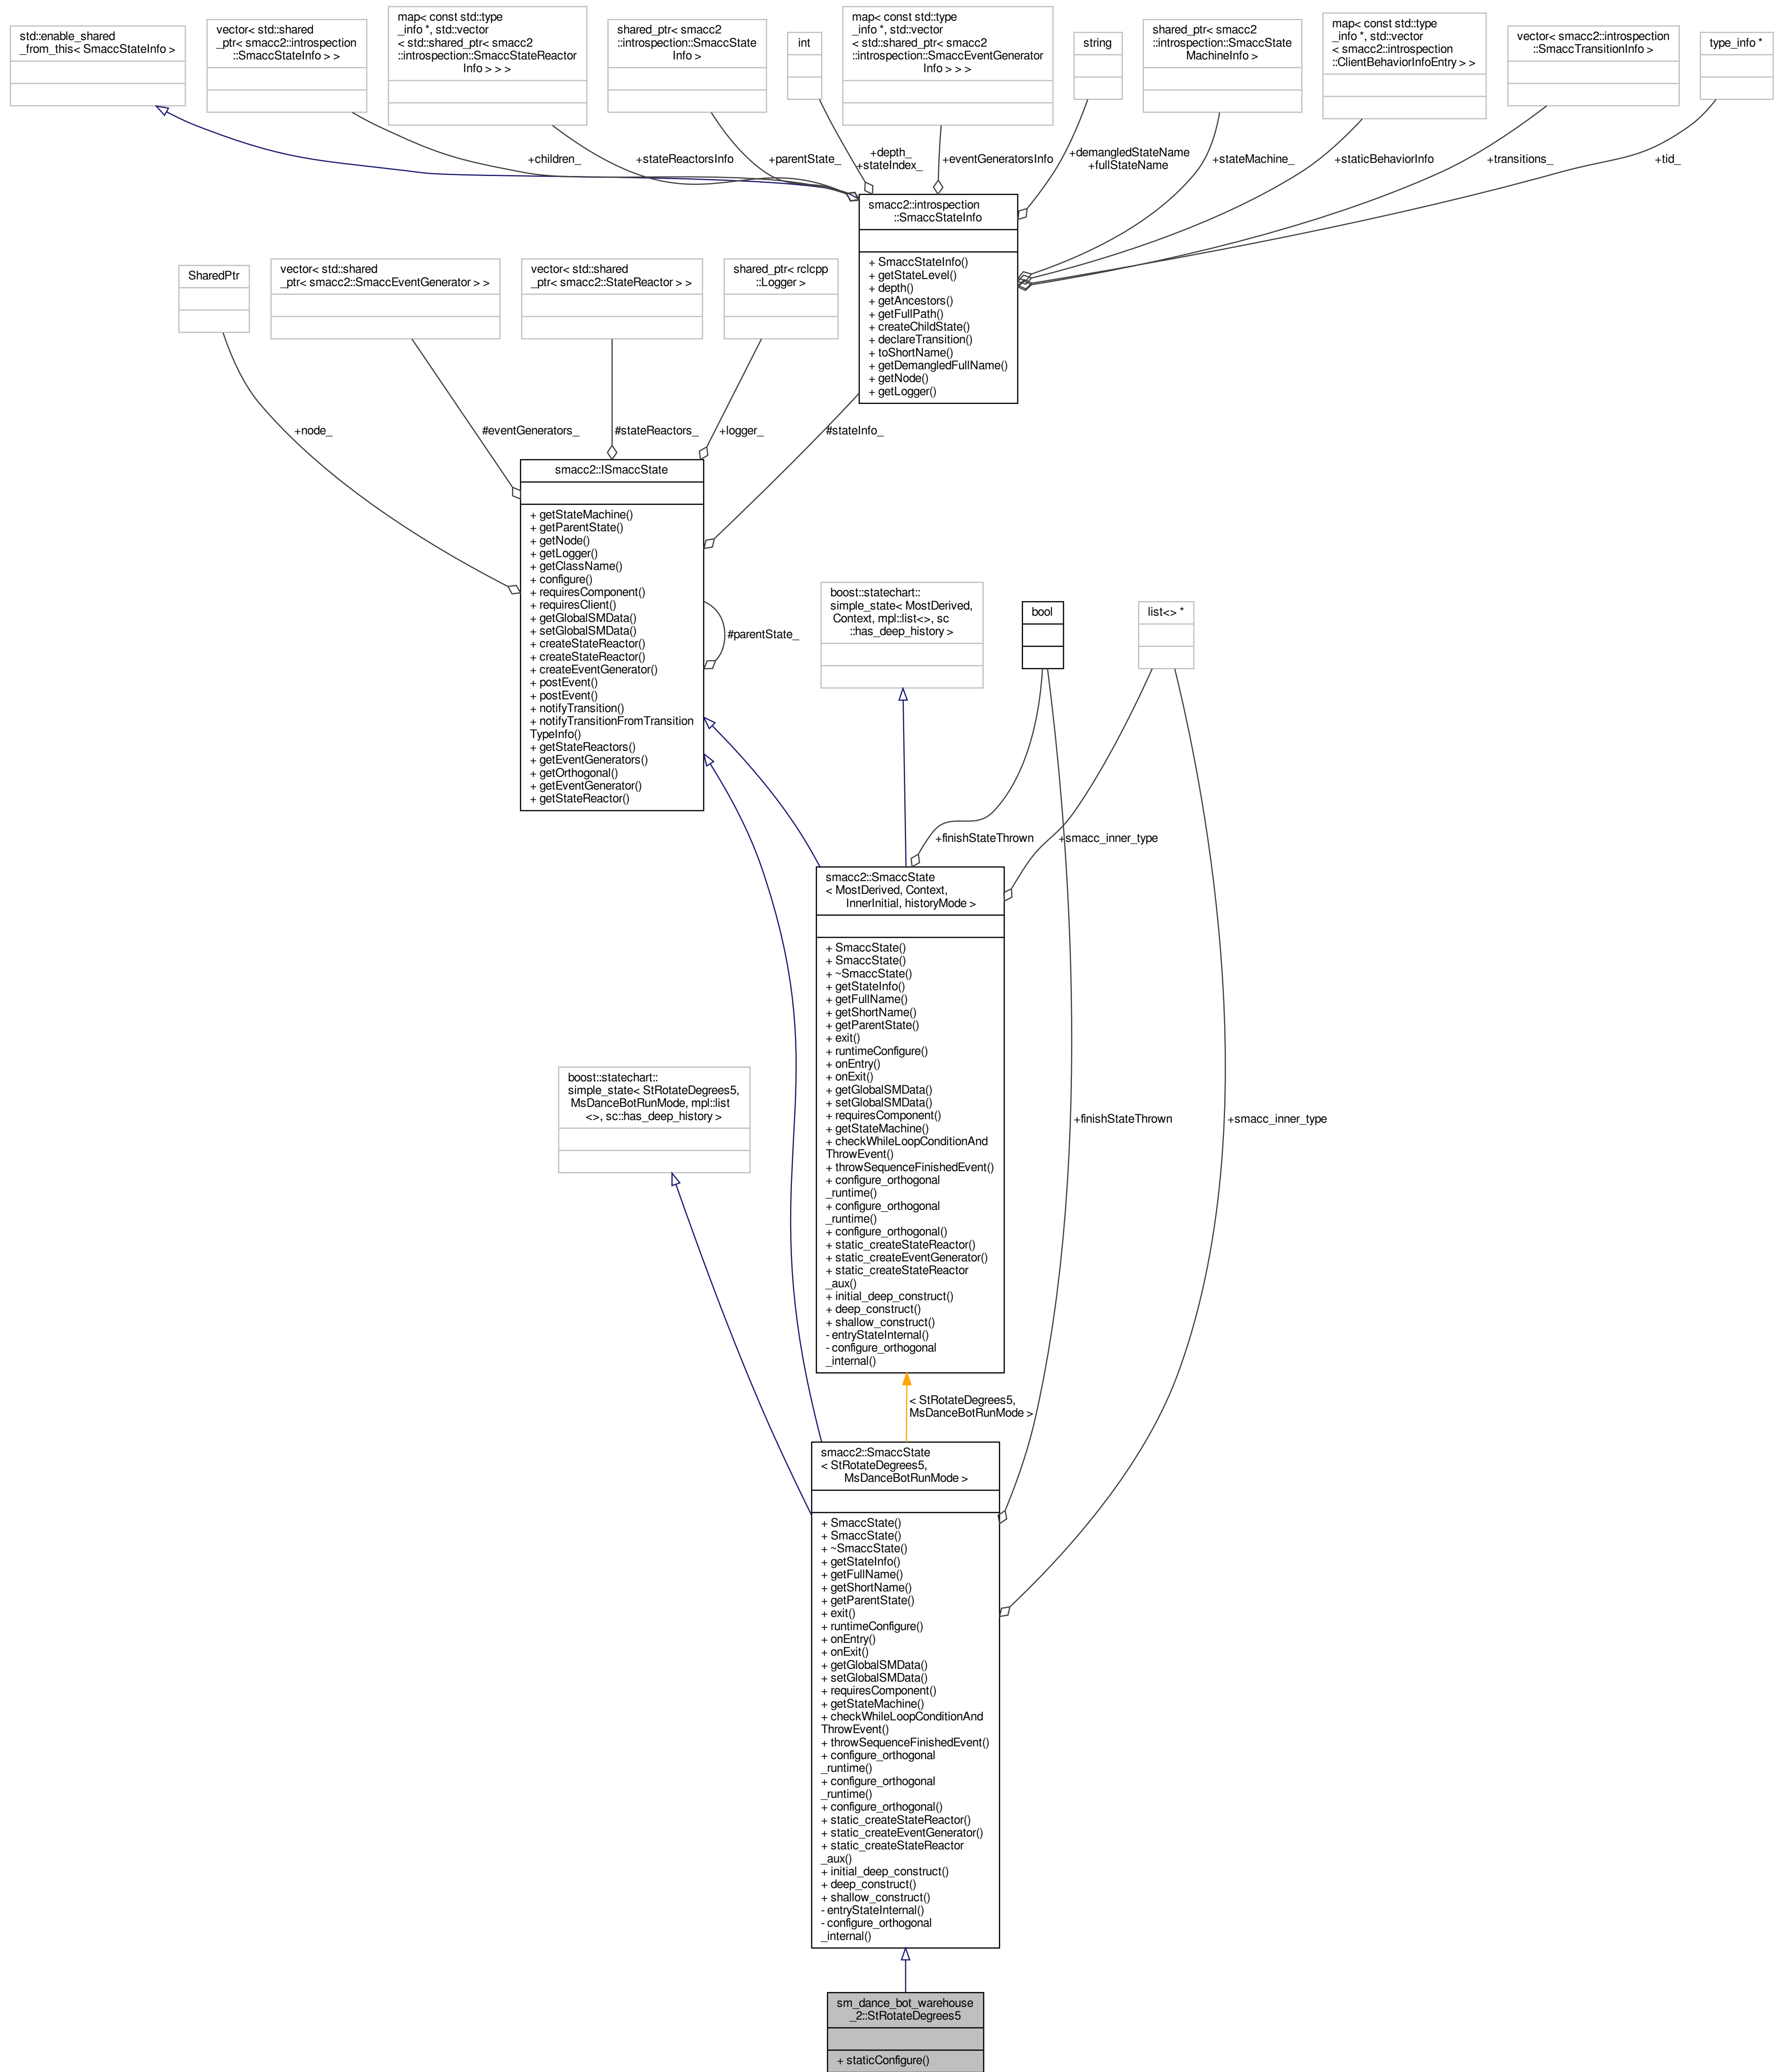 std::enable_shared
_from_this< SmaccStateInfo >
vector< std::shared
_ptr< smacc2::introspection
::SmaccStateInfo > >
map< const std::type
_info *, std::vector
< std::shared_ptr< smacc2
::introspection::SmaccStateReactor
Info > > >
shared_ptr< smacc2
::introspection::SmaccState
Info >
int
map< const std::type
_info *, std::vector
< std::shared_ptr< smacc2
::introspection::SmaccEventGenerator
Info > > >
string
shared_ptr< smacc2
::introspection::SmaccState
MachineInfo >
map< const std::type
_info *, std::vector
< smacc2::introspection
::ClientBehaviorInfoEntry > >
vector< smacc2::introspection
::SmaccTransitionInfo >
type_info *
+children_
+stateReactorsInfo
+parentState_
+depth_
+stateIndex_
+eventGeneratorsInfo
+demangledStateName
+fullStateName
+stateMachine_
+staticBehaviorInfo
+transitions_
+tid_
smacc2::introspection
::SmaccStateInfo
+ SmaccStateInfo()
+ getStateLevel()
+ depth()
+ getAncestors()
+ getFullPath()
+ createChildState()
+ declareTransition()
+ toShortName()
+ getDemangledFullName()
+ getNode()
+ getLogger()
SharedPtr
vector< std::shared
_ptr< smacc2::SmaccEventGenerator > >
vector< std::shared
_ptr< smacc2::StateReactor > >
shared_ptr< rclcpp
::Logger >
+node_
#eventGenerators_
#stateReactors_
+logger_
#stateInfo_
smacc2::ISmaccState
+ getStateMachine()
+ getParentState()
+ getNode()
+ getLogger()
+ getClassName()
+ configure()
+ requiresComponent()
+ requiresClient()
+ getGlobalSMData()
+ setGlobalSMData()
+ createStateReactor()
+ createStateReactor()
+ createEventGenerator()
+ postEvent()
+ postEvent()
+ notifyTransition()
+ notifyTransitionFromTransition
TypeInfo()
+ getStateReactors()
+ getEventGenerators()
+ getOrthogonal()
+ getEventGenerator()
+ getStateReactor()
#parentState_
boost::statechart::
simple_state< MostDerived,
Context, mpl::list<>, sc
::has_deep_history >
bool
list<> *
+finishStateThrown
+smacc_inner_type
smacc2::SmaccState
< MostDerived, Context,
InnerInitial, historyMode >
+ SmaccState()
+ SmaccState()
+ ~SmaccState()
+ getStateInfo()
+ getFullName()
+ getShortName()
+ getParentState()
+ exit()
+ runtimeConfigure()
+ onEntry()
+ onExit()
+ getGlobalSMData()
+ setGlobalSMData()
+ requiresComponent()
+ getStateMachine()
+ checkWhileLoopConditionAnd
ThrowEvent()
+ throwSequenceFinishedEvent()
+ configure_orthogonal
_runtime()
+ configure_orthogonal
_runtime()
+ configure_orthogonal()
+ static_createStateReactor()
+ static_createEventGenerator()
+ static_createStateReactor
_aux()
+ initial_deep_construct()
+ deep_construct()
+ shallow_construct()
- entryStateInternal()
- configure_orthogonal
_internal()
boost::statechart::
simple_state< StRotateDegrees5,
MsDanceBotRunMode, mpl::list
<>, sc::has_deep_history >
+finishStateThrown
+smacc_inner_type
< StRotateDegrees5,
MsDanceBotRunMode >
smacc2::SmaccState
< StRotateDegrees5,
MsDanceBotRunMode >
+ SmaccState()
+ SmaccState()
+ ~SmaccState()
+ getStateInfo()
+ getFullName()
+ getShortName()
+ getParentState()
+ exit()
+ runtimeConfigure()
+ onEntry()
+ onExit()
+ getGlobalSMData()
+ setGlobalSMData()
+ requiresComponent()
+ getStateMachine()
+ checkWhileLoopConditionAnd
ThrowEvent()
+ throwSequenceFinishedEvent()
+ configure_orthogonal
_runtime()
+ configure_orthogonal
_runtime()
+ configure_orthogonal()
+ static_createStateReactor()
+ static_createEventGenerator()
+ static_createStateReactor
_aux()
+ initial_deep_construct()
+ deep_construct()
+ shallow_construct()
- entryStateInternal()
- configure_orthogonal
_internal()
sm_dance_bot_warehouse
_2::StRotateDegrees5
+ staticConfigure()